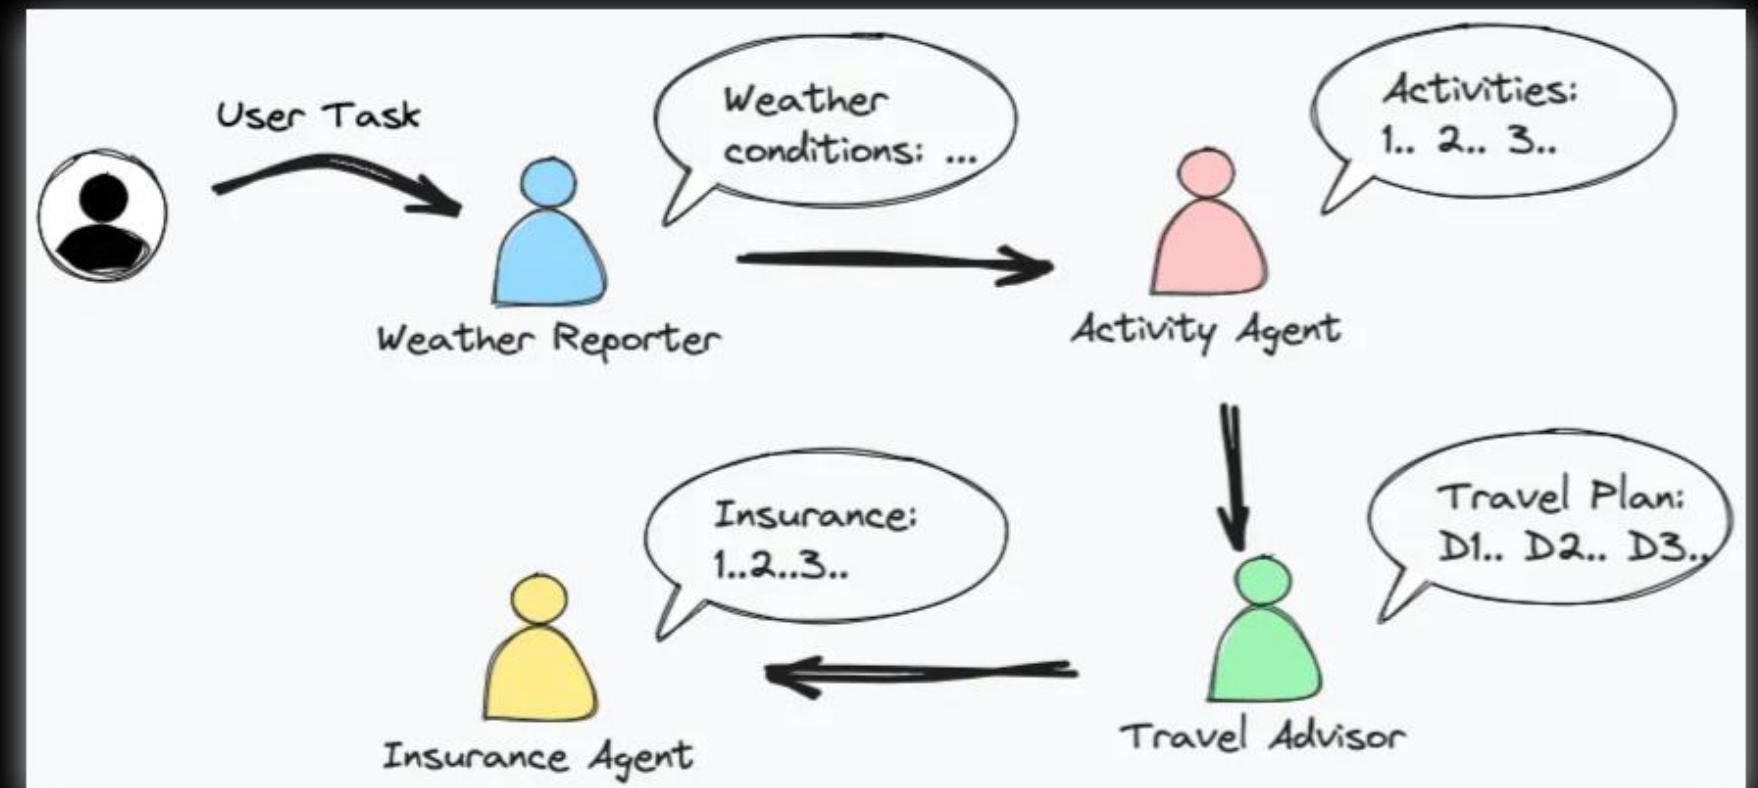 User Task
Weather
conditions: ...
Weather Reporter
Activities:
1.. 2.. 3..
Activity Agent
Travel Plan:
D1.. D2.. D3..
Travel Advisor
Insurance:
1..2..3..
Insurance Agent